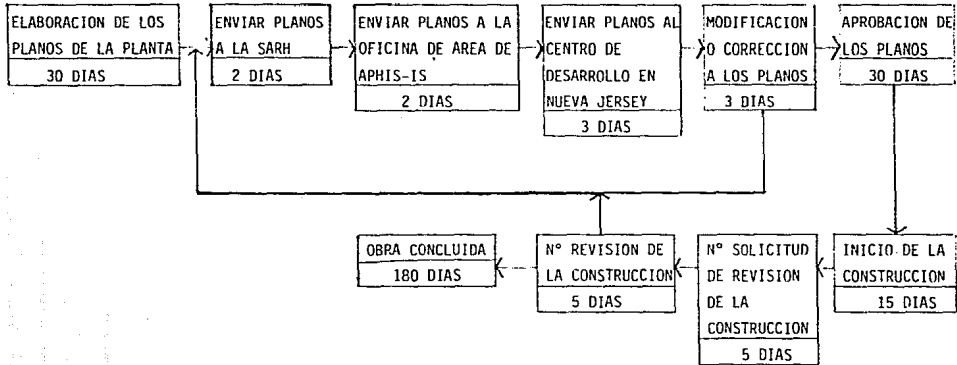 ELABORACION DE LOS
PLANOS DE LA PLANTA
30 DIAS
ENVIAR PLANOS
A LA SARH
2 DIAS
ENVIAR PLANOS A LA
OFICINA DE AREA DE
APHIS-IS
2 DIAS
ENVIAR PLANOS AL
CENTRO DE
DESARROLLO EN
NUEVA JERSEY
3 DIAS
MODIFICACION
O CORRECCION
A LOS PLANOS
3 DIAS
APROBACION DE
LOS PLANOS
30 DIAS
OBRA CONCLUIDA
180 DIAS
N° REVISION DE
LA CONSTRUCCION
5 DIAS
N° SOLICITUD
DE REVISION
DE LA
CONSTRUCCION
5 DIAS
INICIO DE LA
CONSTRUCCION
15 DIAS